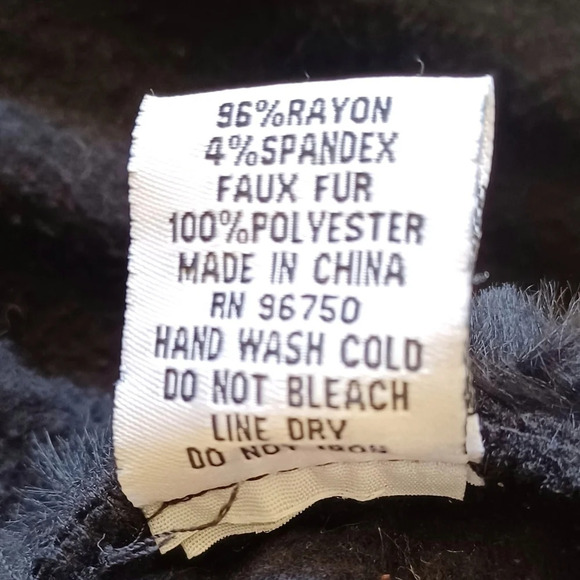 96%RAYON
4%SPANDEX
FAUX FUR
100%POLYESTER
MADE IN CHINA
RN 96750
HAND WASH COLD
DO NOT BLEACH
LINE DRY
DO NOT IRON